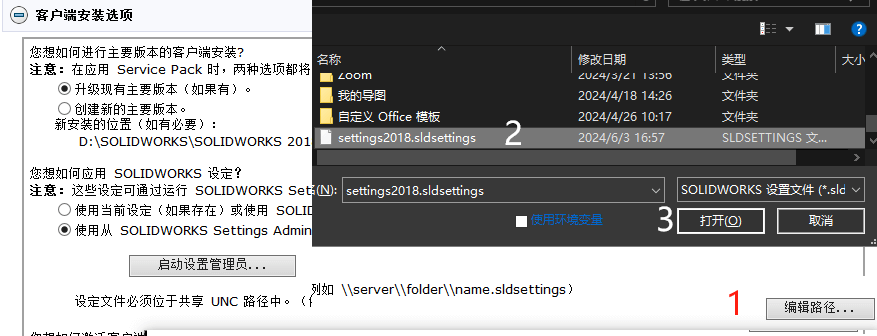 客户端安装选项
您想如何进行主要版本的客户端安装?
注意: 在应用 Service Pack 时，两种选项都将
升级现有主要版本（如果有）。
创建新的主要版本。
新安装的位置（如有必要）:
D:\SOLIDWORKS\SOLIDWORKS 201
您想如何应用 SOLIDWORKS 设定?
注意: 这些设定可通过运行 SOLIDWORKS Set
使用当前设定（如果存在）或使用 SOLID
使用从 SOLIDWORKS Settings Admin
启动设置管理员...
设定文件必须位于共享 UNC 路径中。
例如 \\server\\folder\\name.sldsettings）
1
编辑路径...
名称 修改日期 类型 大小
Zoom 2024/3/21 13:56 文件夹
我的导图 2024/4/18 14:26 文件夹
自定义 Office 模板 2024/4/26 10:17 文件夹
settings2018.sldsettings 2 2024/6/3 16:57 SLDSETTINGS 文...
(N): settings2018.sldsettings SOLIDWORKS 设置文件 (*.sld
使用环境变量 3 打开(O) 取消